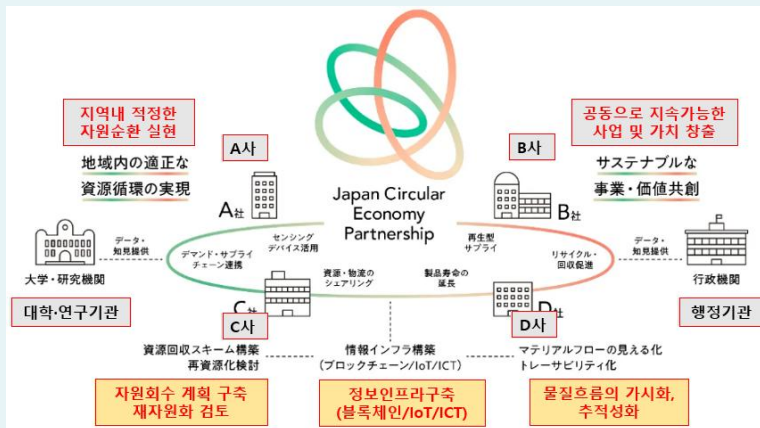 지역내 적정한
자원순환 실현
공동으로 지속가능한
사업 및 가치 창출
地域内の適正な
資源循環の実現
A사
B사
サステナブルな
事業・価値共創
A社
Japan Circular
Economy
Partnership
B社
データ・
知見提供
デマンド・サプライ
チェーン連携
センシング
デバイス活用
資源・物流の
シェアリング
製品寿命の
延長
再生型
サプライ
リサイクル・
回収促進
データ・
知見提供
大学・研究機関
行政機関
대학·연구기관
C社
C사
D사
행정기관
資源回収スキーム構築
再資源化検討
情報インフラ構築
(ブロックチェーン/IoT/ICT)
マテリアルフローの見える化
トレーサビリティ化
자원회수 계획 구축
재자원화 검토
정보인프라구축
(블록체인/IoT/ICT)
물질흐름의 가시화,
추적성화